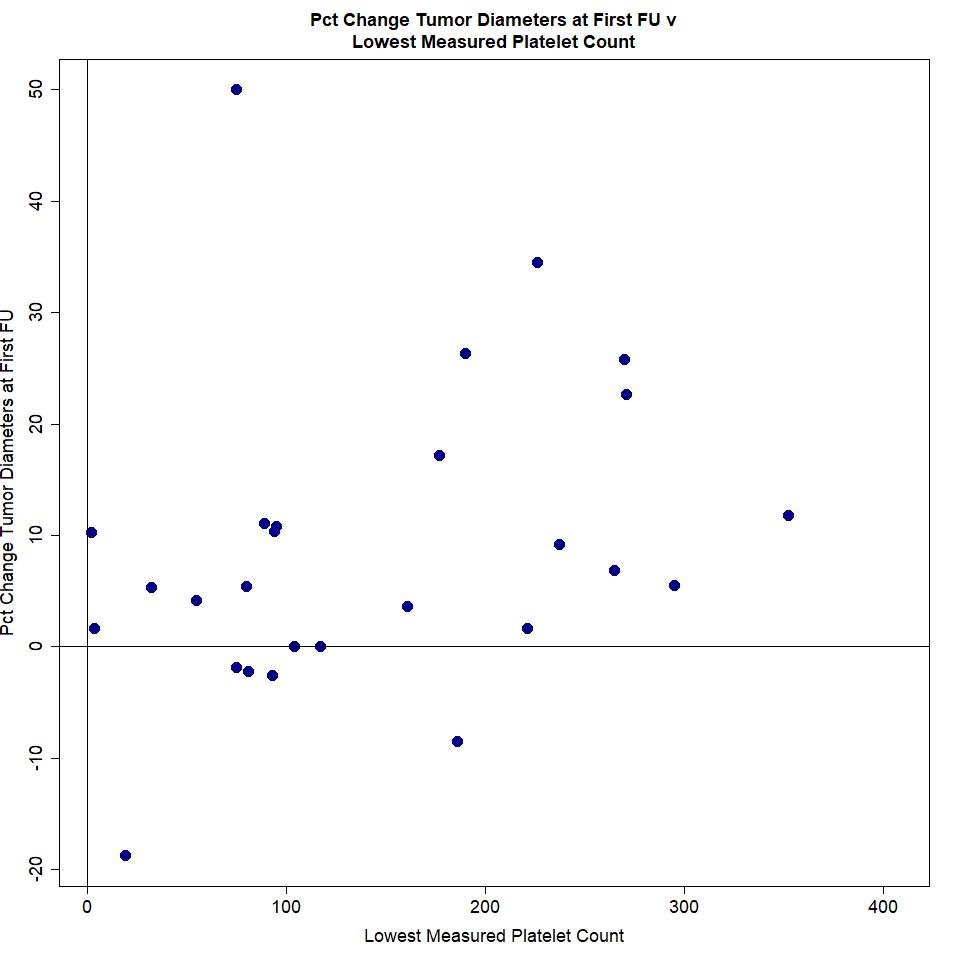 Pct Change Tumor Diameters at First FU v
Lowest Measured Platelet Count
Pct Change Tumor Diameters at First FU
50
40
30
20
10
0
-10
-20
0 100 200 300 400
Lowest Measured Platelet Count